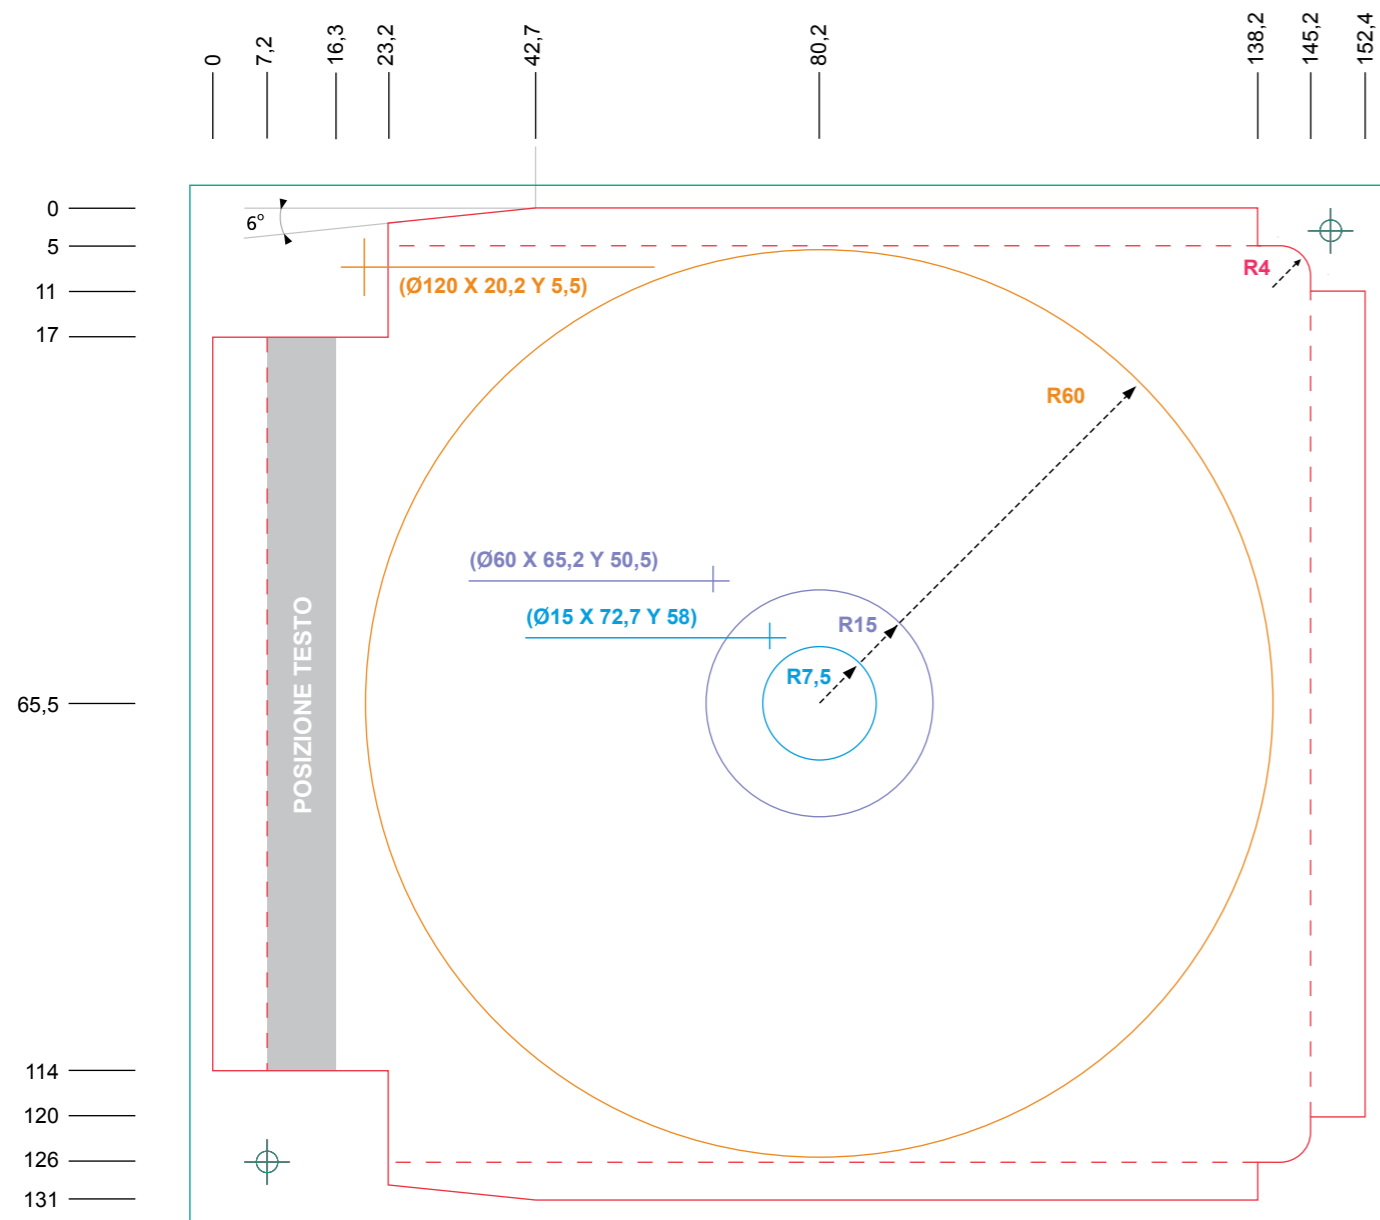 0
7,2
16,3
23,2
42,7
80,2
138,2
145,2
152,4
0
6°
5
R4
11
(Ø120 X 20,2 Y 5,5)
17
R60
(Ø60 X 65,2 Y 50,5)
(Ø15 X 72,7 Y 58)
R15
R7,5
POSIZIONE TESTO
65,5
114
120
126
131